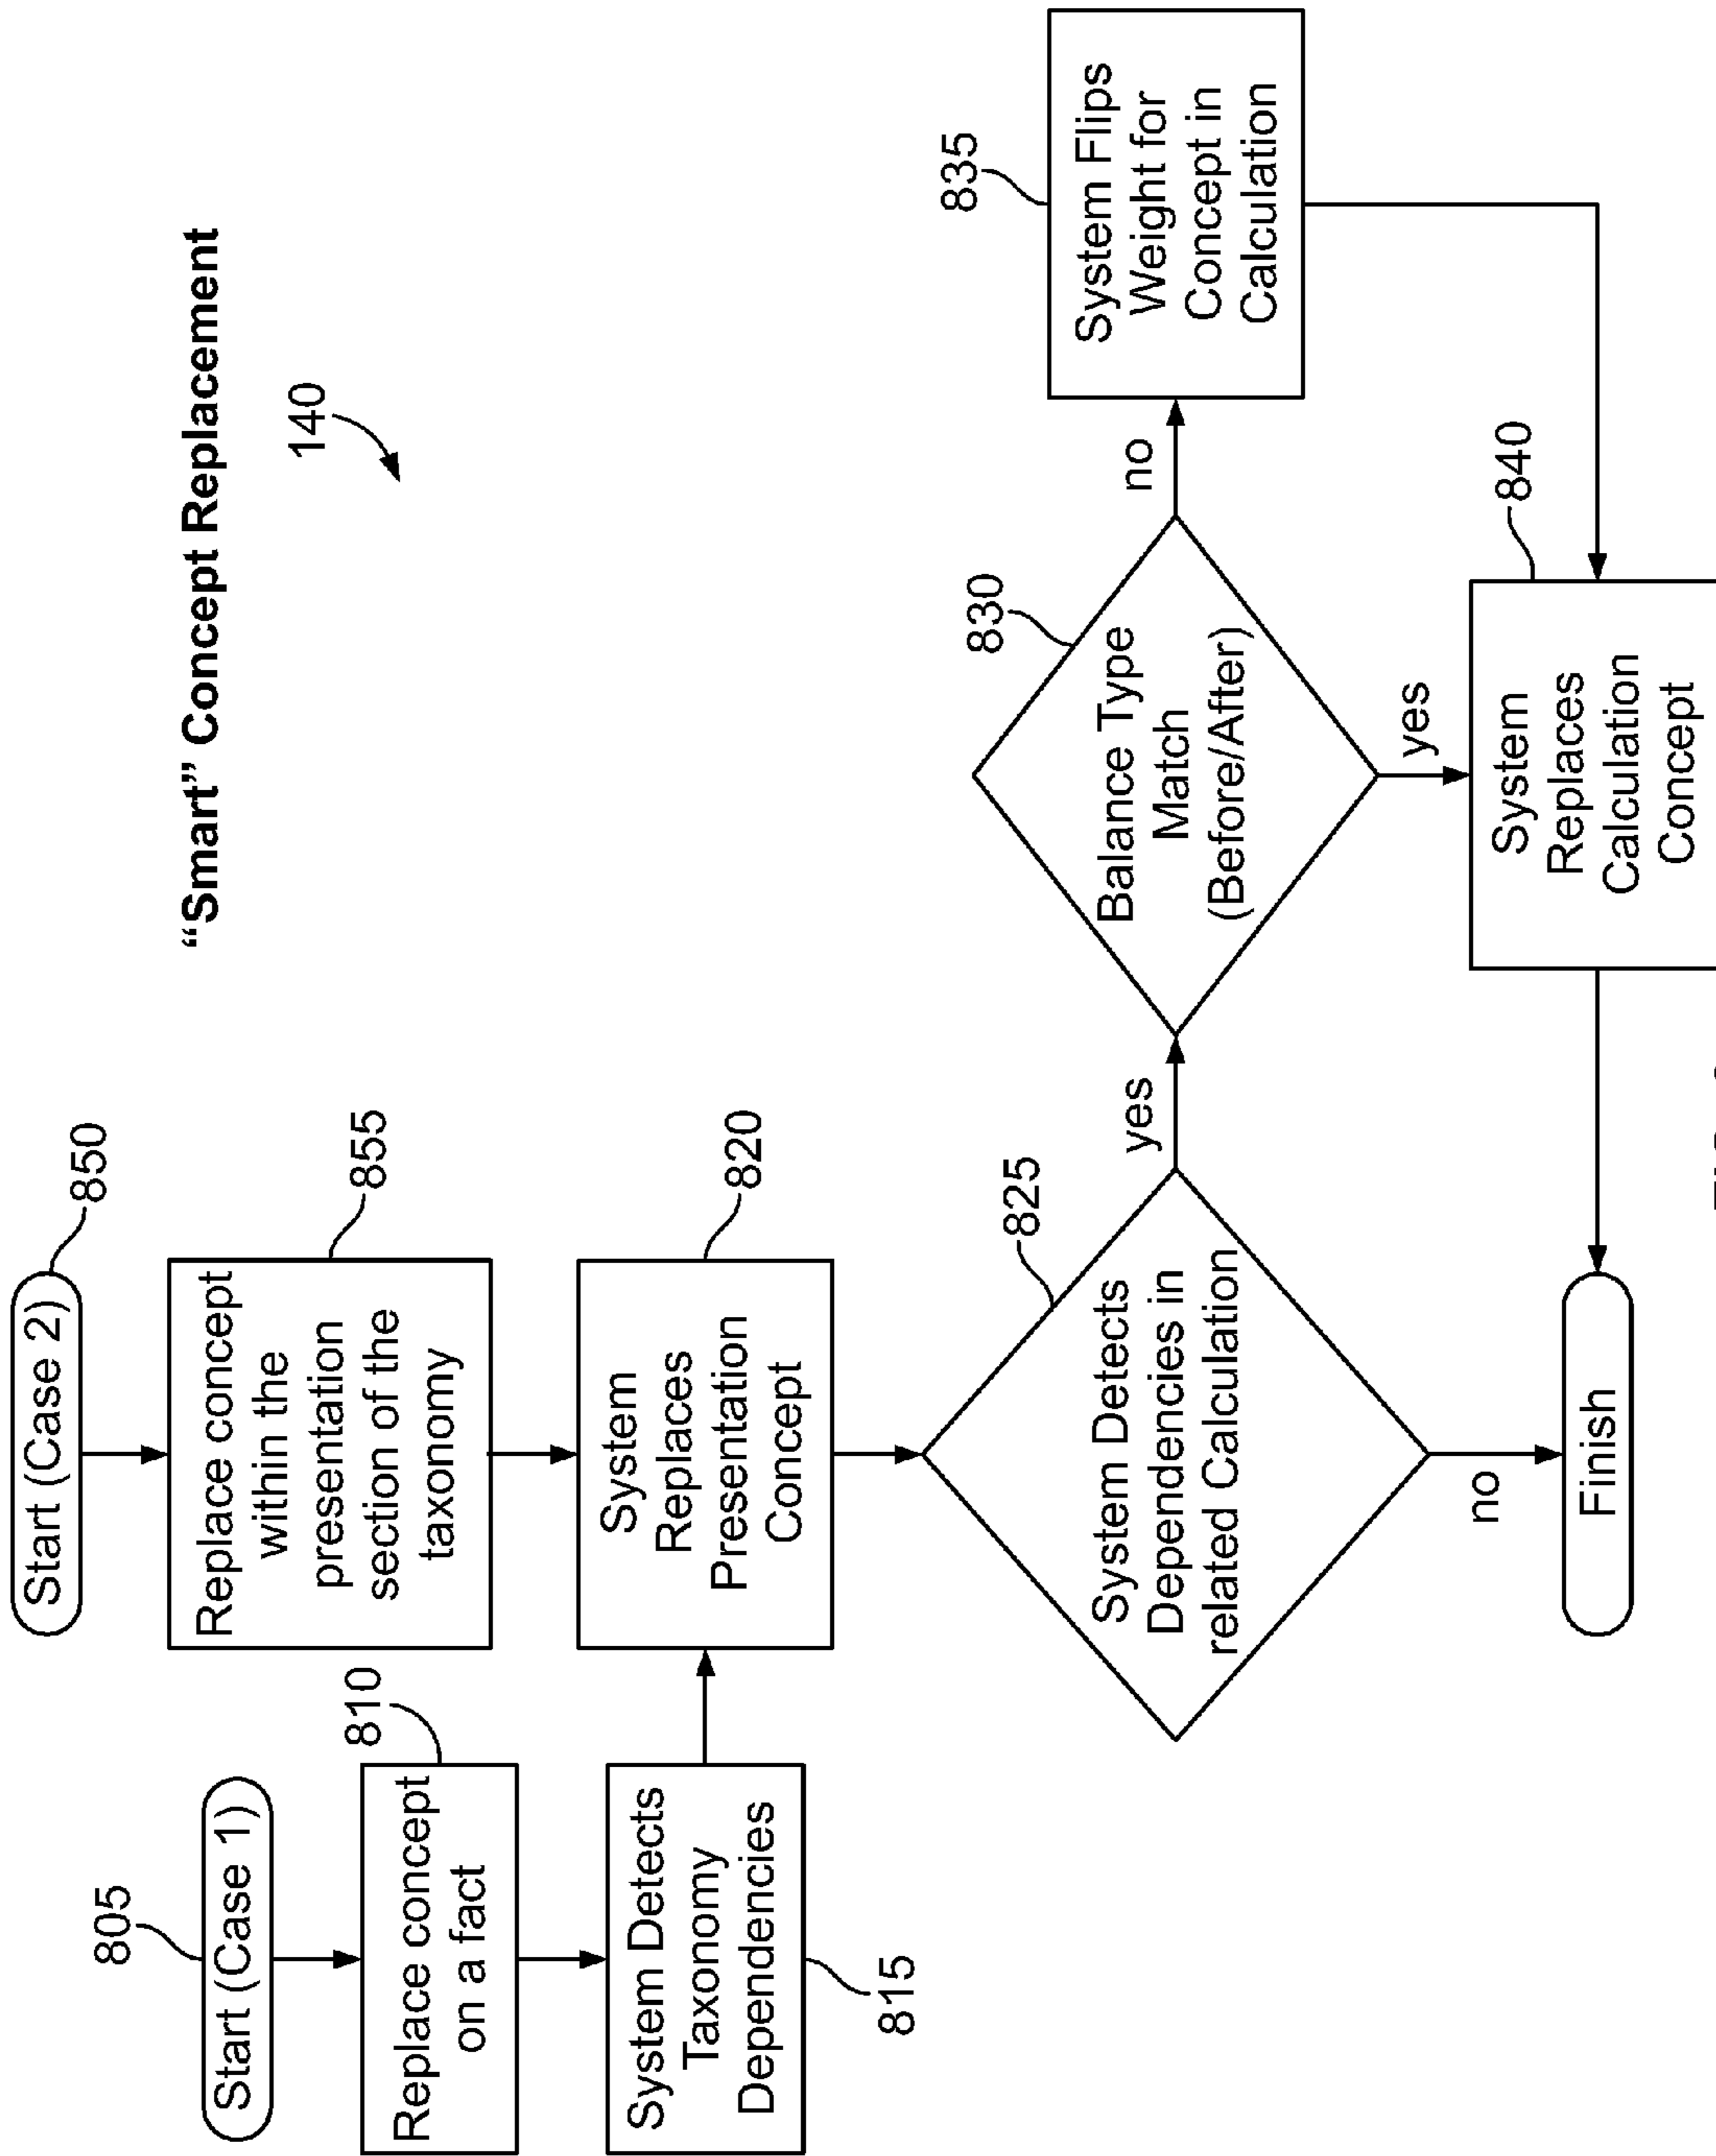 “Smart” Concept Replacement
140
805
Start (Case 1)
810
Replace concept
on a fact
System Detects
Taxonomy
Dependencies
815
850
Start (Case 2)
855
Replace concept
within the
presentation
section of the
taxonomy
820
System
Replaces
Presentation
Concept
825
System Detects
Dependencies in
related Calculation
yes
no
830
Balance Type
Match
(Before/After)
no
yes
835
System Flips
Weight for
Concept in
Calculation
840
System
Replaces
Calculation
Concept
Finish